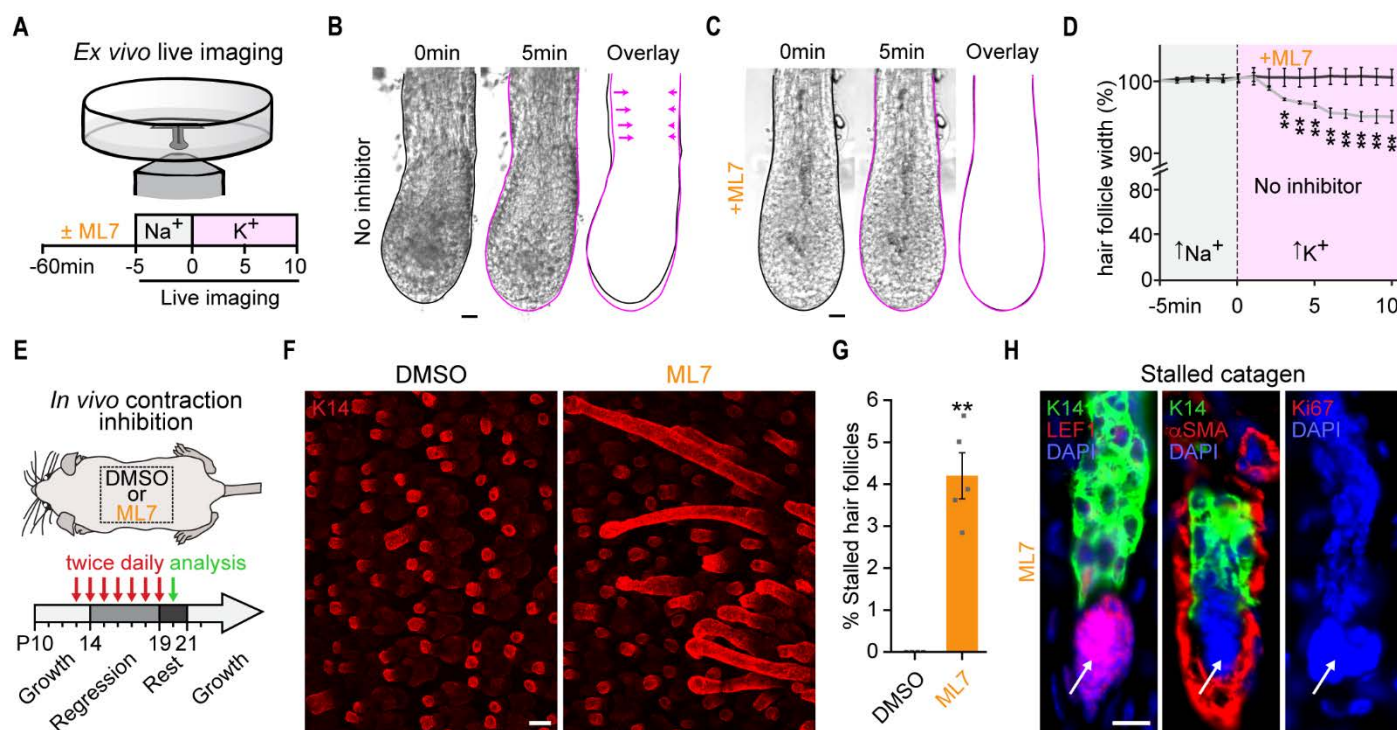 A
Ex vivo live imaging
± ML7
Na+
K+
-60min
-5
0
5
10
Live imaging
B
0min
5min
Overlay
No inhibitor
C
0min
5min
Overlay
+ML7
D
hair follicle width (%)
100
90
80
40
0
+ML7
**
**
**
**
**
**
**
**
No inhibitor
↑Na+
↑K+
-5min
0
5
10
E
In vivo contraction
inhibition
DMSO
or
ML7
twice daily analysis
P10
14
19 21
Growth
Regression
Rest
Growth
F
DMSO
ML7
K14
G
% Stalled hair follicles
6
5
4
3
2
1
0
**
DMSO
ML7
H
Stalled catagen
ML7
K14
LEF1
DAPI
K14
αSMA
DAPI
Ki67
DAPI